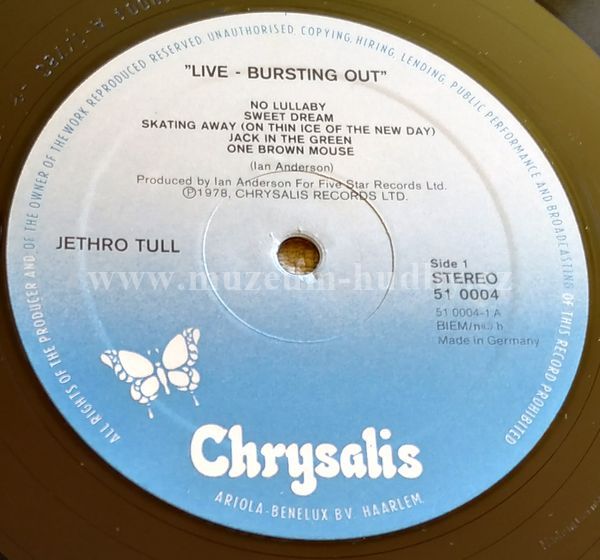 ALL RIGHTS OF THE PRODUCER AND OF THE OWNER OF THE WORK REPRODUCED RESERVED. UNAUTHORISED COPYING, HIRING, LENDING, PUBLIC PERFORMANCE AND BROADCASTING OF THIS RECORD PROHIBITED
"LIVE - BURSTING OUT"
NO LULLABY
SWEET DREAM
SKATING AWAY (ON THIN ICE OF THE NEW DAY)
JACK IN THE GREEN
ONE BROWN MOUSE
(Ian Anderson)
Produced by Ian Anderson For Five Star Records Ltd.
℗1978, CHRYSALIS RECORDS LTD.
JETHRO TULL
Side 1
STEREO
51 0004
51 0004-1 A
BIEM/ b
Made in Germany
Chrysalis
ARIOLA-BENELUX B.V. HAARLEM